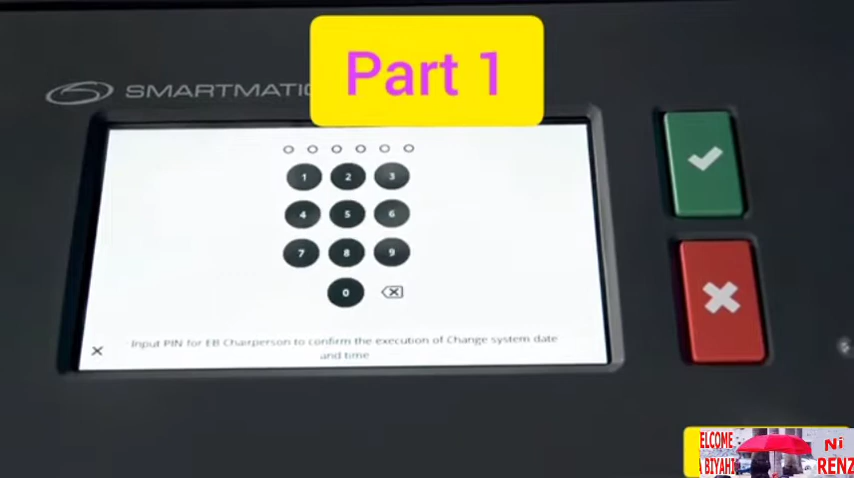 Part 1
SMARTMATIC
1 2 3
4 5 6
7 8 9
0
Input PIN for EB Chairperson to confirm the execution of Change system date
and time
ELCOME
A BIYAHI
Ni
RENZ